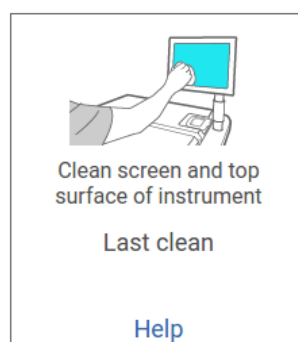 Clean screen and top
surface of instrument
Last clean
Help